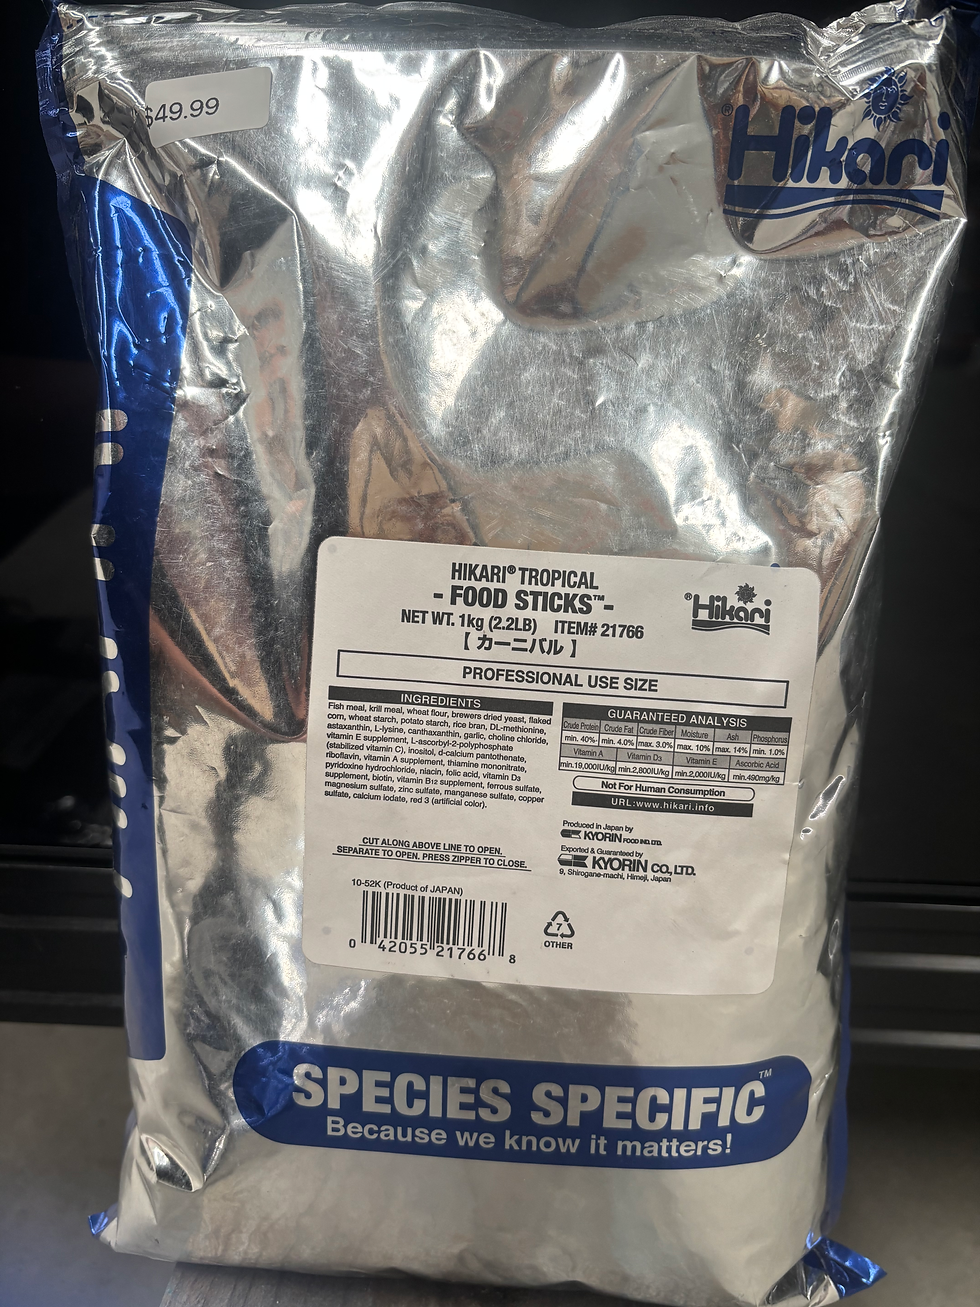 $49.99
®Hikari
HIKARI® TROPICAL
- FOOD STICKS™ -
NET WT. 1kg (2.2LB) ITEM# 21766
【 カーニバル 】
®Hikari
PROFESSIONAL USE SIZE
INGREDIENTS
Fish meal, krill meal, wheat flour, brewers dried yeast, flaked
corn, wheat starch, potato starch, rice bran, DL-methionine,
astaxanthin, L-lysine, canthaxanthin, garlic, choline chloride,
vitamin E supplement, L-ascorbyl-2-polyphosphate
(stabilized vitamin C), inositol, d-calcium pantothenate,
riboflavin, vitamin A supplement, thiamine mononitrate,
pyridoxine hydrochloride, niacin, folic acid, vitamin D3
supplement, biotin, vitamin B12 supplement, ferrous sulfate,
magnesium sulfate, zinc sulfate, manganese sulfate, copper
sulfate, calcium iodate, red 3 (artificial color).
GUARANTEED ANALYSIS
Crude Protein Crude Fat Crude Fiber Moisture Ash Phosphorus
min. 40% min. 4.0% max. 3.0% max. 10% max. 14% min. 1.0%
Vitamin A Vitamin D3 Vitamin E Ascorbic Acid
min.19,000IU/kg min.2,800IU/kg min.2,000IU/kg min.490mg/kg
Not For Human Consumption
URL:www.hikari.info
Produced in Japan by
KYORIN FOOD IND. LTD.
Exported & Guaranteed by
KYORIN CO., LTD.
9, Shirogane-machi, Himeji, Japan
CUT ALONG ABOVE LINE TO OPEN.
SEPARATE TO OPEN. PRESS ZIPPER TO CLOSE.
10-52K (Product of JAPAN)
0 42055 21766 8
7
OTHER
SPECIES SPECIFIC™
Because we know it matters!